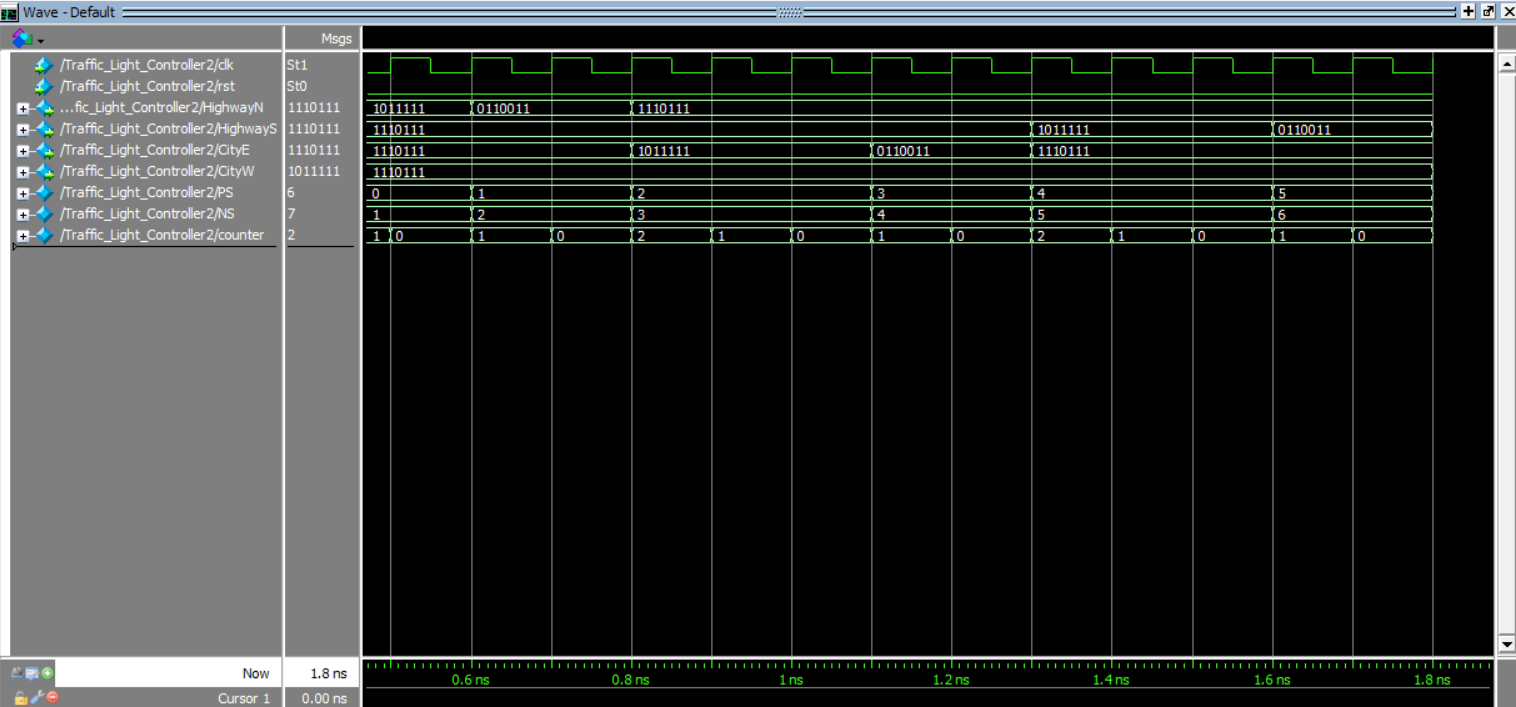 Wave - Default
Msgs
/Traffic_Light_Controller2/clk St1
/Traffic_Light_Controller2/rst St0
...fic_Light_Controller2/HighwayN 1110111 1011111 0110011 1110111
/Traffic_Light_Controller2/HighwayS 1110111 1110111 1011111 0110011
/Traffic_Light_Controller2/CityE 1110111 1110111 1011111 0110011 1110111
/Traffic_Light_Controller2/CityW 1011111 1110111
/Traffic_Light_Controller2/PS 6 0 1 2 3 4 5
/Traffic_Light_Controller2/NS 7 1 2 3 4 5 6
/Traffic_Light_Controller2/counter 2 1 0 1 0 2 1 0 1 0 2 1 0 1 0
Now 1.8 ns 0.6 ns 0.8 ns 1 ns 1.2 ns 1.4 ns 1.6 ns 1.8 ns
Cursor 1 0.00 ns